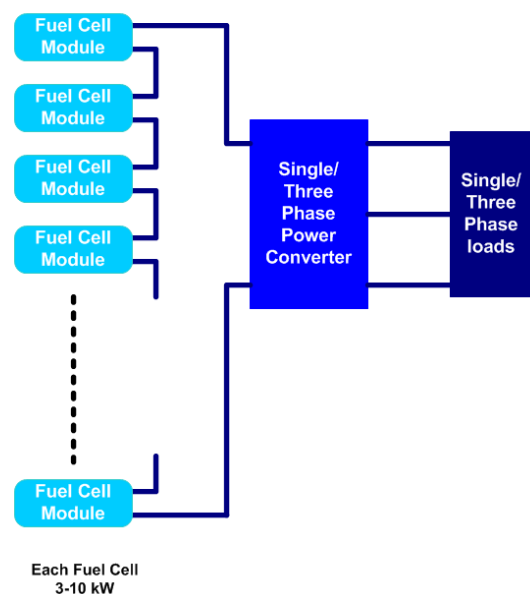 Fuel Cell
Module
Fuel Cell
Module
Fuel Cell
Module
Fuel Cell
Module
Single/
Three
Phase
Power
Converter
Single/
Three
Phase
loads
Fuel Cell
Module
Each Fuel Cell
3-10 kW